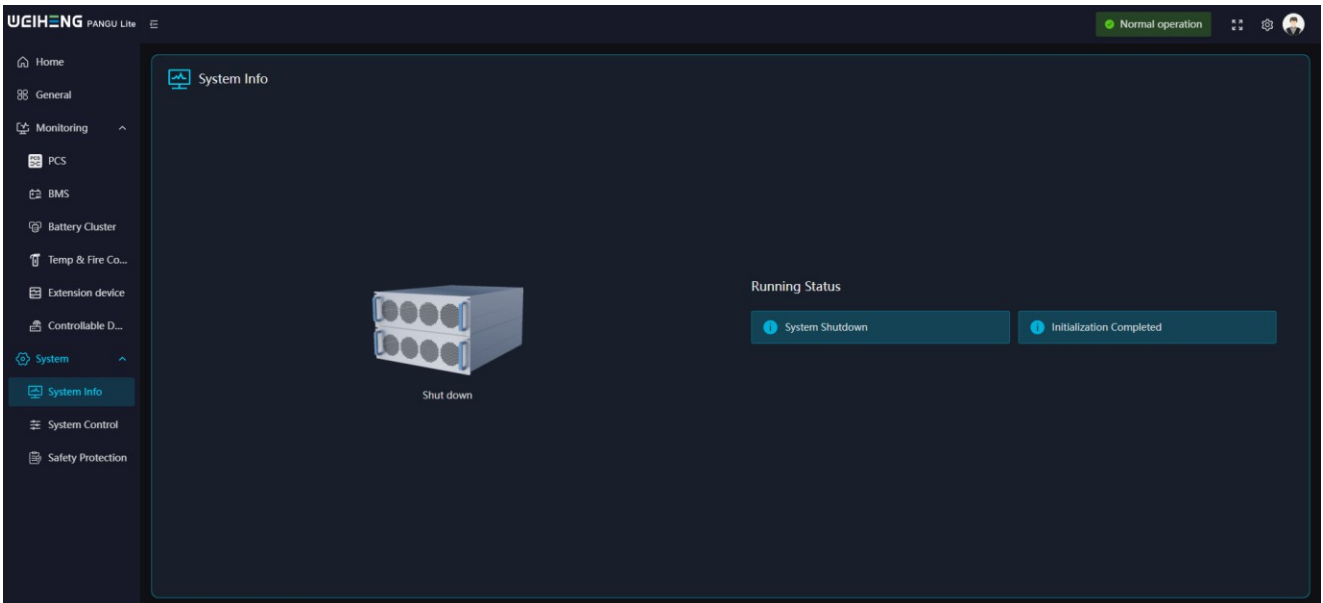 WEIHENG PANGU Lite
Normal operation
Home
General
Monitoring
PCS
BMS
Battery Cluster
Temp & Fire Co...
Extension device
Controllable D...
System
System Info
System Control
Safety Protection
System Info
Shut down
Running Status
System Shutdown
Initialization Completed